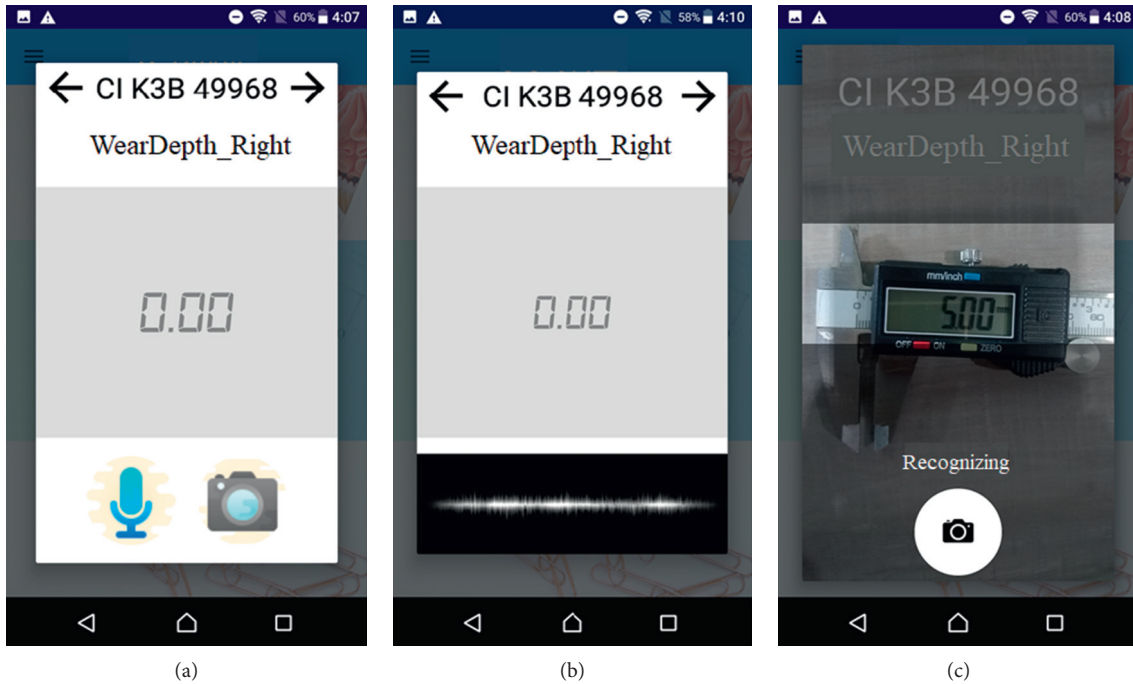 60% 4:07
CI K3B 49968
WearDepth_Right
0.00
(a)
58% 4:10
CI K3B 49968
WearDepth_Right
0.00
(b)
60% 4:08
CI K3B 49968
WearDepth_Right
mm/inch
5.00 mm
OFF ON ZERO
Recognizing
(c)